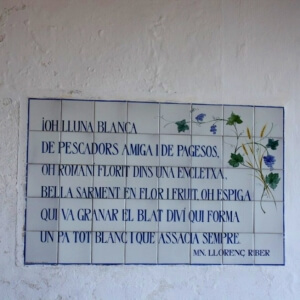 ¡OH LLUNA BLANCA
DE PESCADORS AMIGA I DE PAGESOS,
OH ROMANÍ FLORIT DINS UNA ENCLETXA,
BELLA SARMENT EN FLOR I FRUIT, OH ESPIGA
QUI VA GRANAR EL BLAT DIVÍ QUI FORMA
UN PA TOT BLANC I QUE ASSACIA SEMPRE.
MN. LLORENÇ RIBER